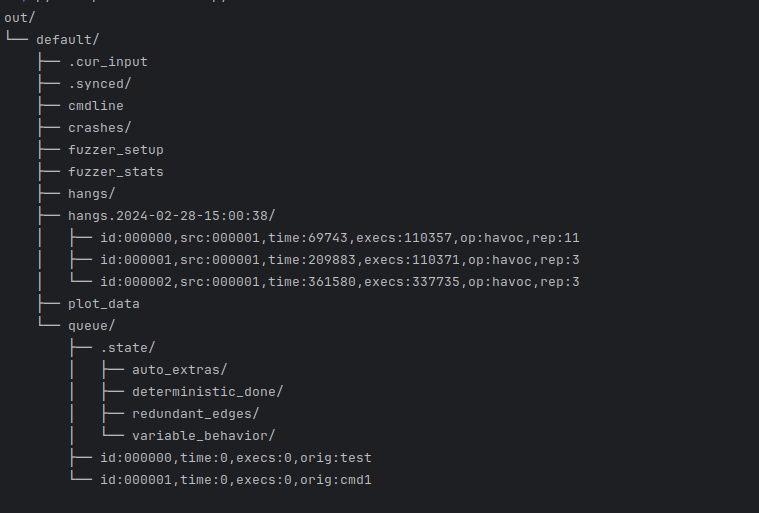 out/
└── default/
    ├── .cur_input
    ├── .synced/
    ├── cmdline
    ├── crashes/
    ├── fuzzer_setup
    ├── fuzzer_stats
    ├── hangs/
    ├── hangs.2024-02-28-15:00:38/
    │   ├── id:000000,src:000001,time:69743,execs:110357,op:havoc,rep:11
    │   ├── id:000001,src:000001,time:209883,execs:110371,op:havoc,rep:3
    │   └── id:000002,src:000001,time:361580,execs:337735,op:havoc,rep:3
    ├── plot_data
    └── queue/
        ├── .state/
        │   ├── auto_extras/
        │   ├── deterministic_done/
        │   ├── redundant_edges/
        │   └── variable_behavior/
        ├── id:000000,time:0,execs:0,orig:test
        └── id:000001,time:0,execs:0,orig:cmd1